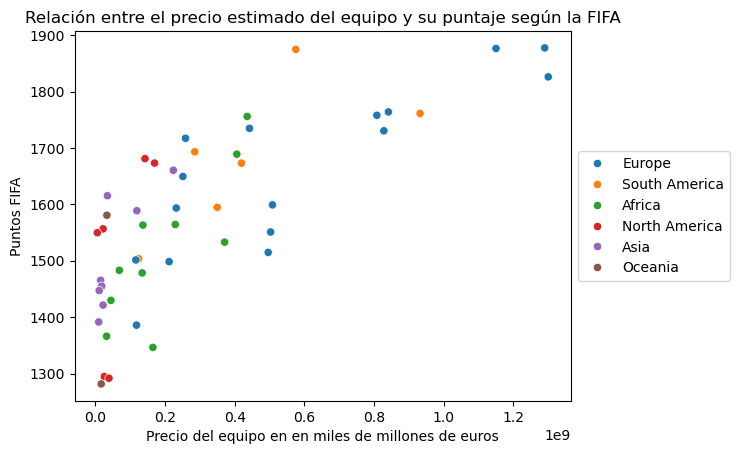 Relación entre el precio estimado del equipo y su puntaje según la FIFA
1900
1800
1700
1600
1500
1400
1300
Puntos FIFA
0.0 0.2 0.4 0.6 0.8 1.0 1.2
1e9
Precio del equipo en en miles de millones de euros
Europe
South America
Africa
North America
Asia
Oceania